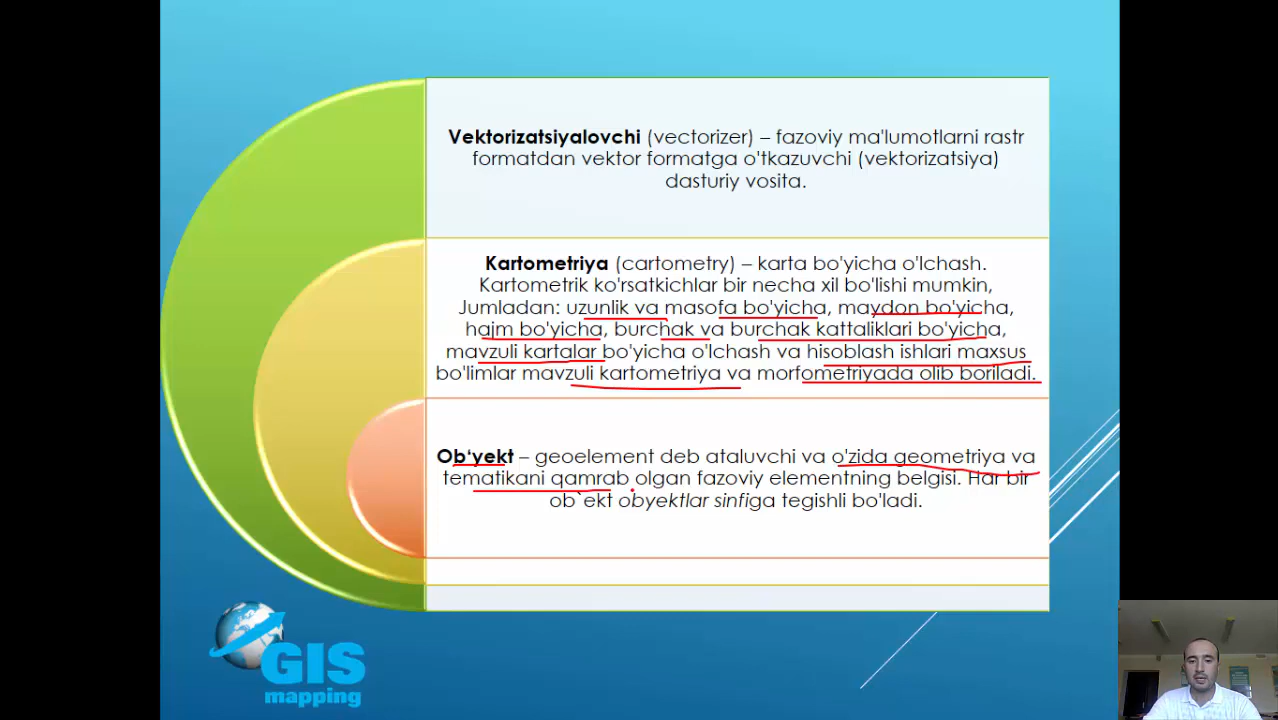 Vektorizatsiyalovchi (vectorizer) – fazoviy ma'lumotlarni rastr
formatdan vektor formatga o'tkazuvchi (vektorizatsiya)
dasturiy vosita.
Kartometriya (cartometry) – karta bo'yicha o'lchash.
Kartometrik ko'rsatkichlar bir necha xil bo'lishi mumkin,
Jumladan: uzunlik va masofa bo'yicha, maydon bo'yicha,
hajm bo'yicha, burchak va burchak kattaliklari bo'yicha,
mavzuli kartalar bo'yicha o'lchash va hisoblash ishlari maxsus
bo'limlar mavzuli kartometriya va morfometriyada olib boriladi.
Ob‘yekt – geoelement deb ataluvchi va o'zida geometriya va
tematikani qamrab olgan fazoviy elementning belgisi. Har bir
ob`ekt obyektlar sinfiga tegishli bo'ladi.
GIS
mapping